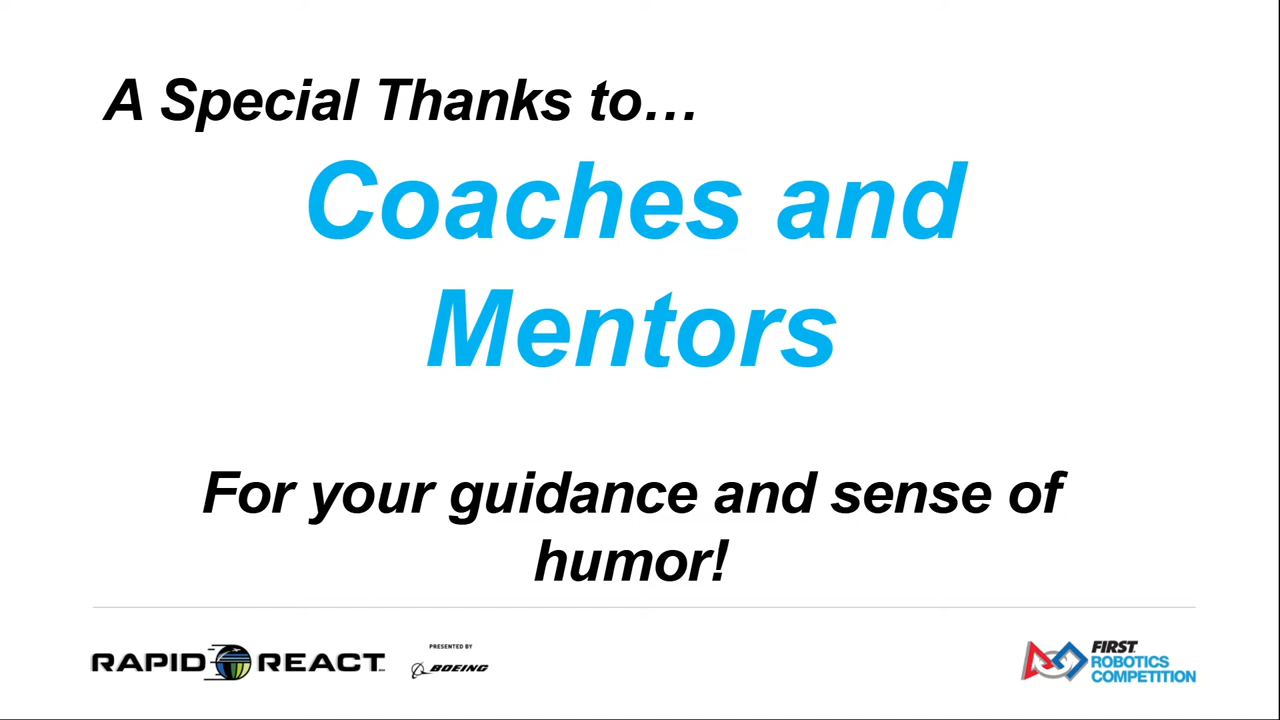 A Special Thanks to…
Coaches and
Mentors
For your guidance and sense of
humor!
RAPID REACT
PRESENTED BY
BOEING
FIRST
ROBOTICS
COMPETITION